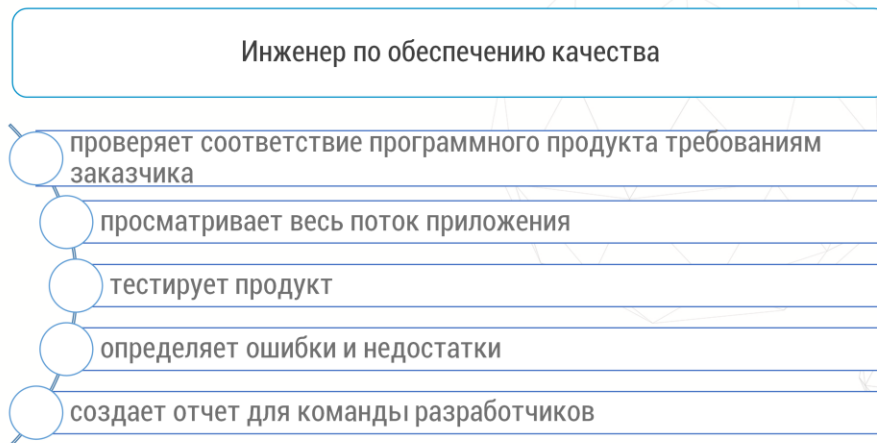 Инженер по обеспечению качества
проверяет соответствие программного продукта требованиям
заказчика
просматривает весь поток приложения
тестирует продукт
определяет ошибки и недостатки
создает отчет для команды разработчиков